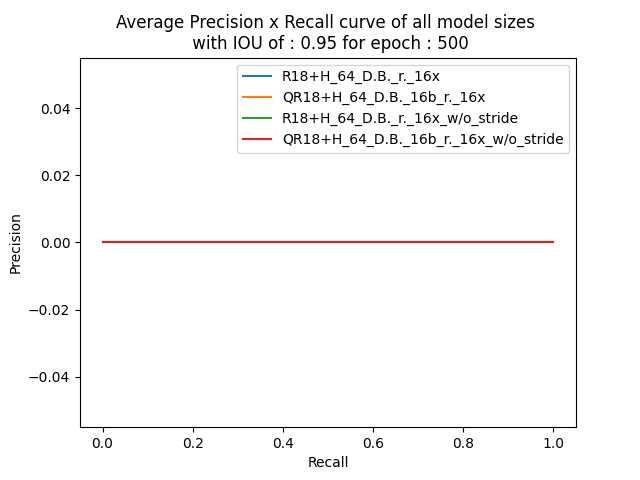 Average Precision x Recall curve of all model sizes
with IOU of : 0.95 for epoch : 500
R18+H_64_D.B._r._16x
QR18+H_64_D.B._16b_r._16x
R18+H_64_D.B._r._16x_w/o_stride
QR18+H_64_D.B._16b_r._16x_w/o_stride
0.04
0.02
0.00
−0.02
−0.04
Precision
0.0 0.2 0.4 0.6 0.8 1.0
Recall